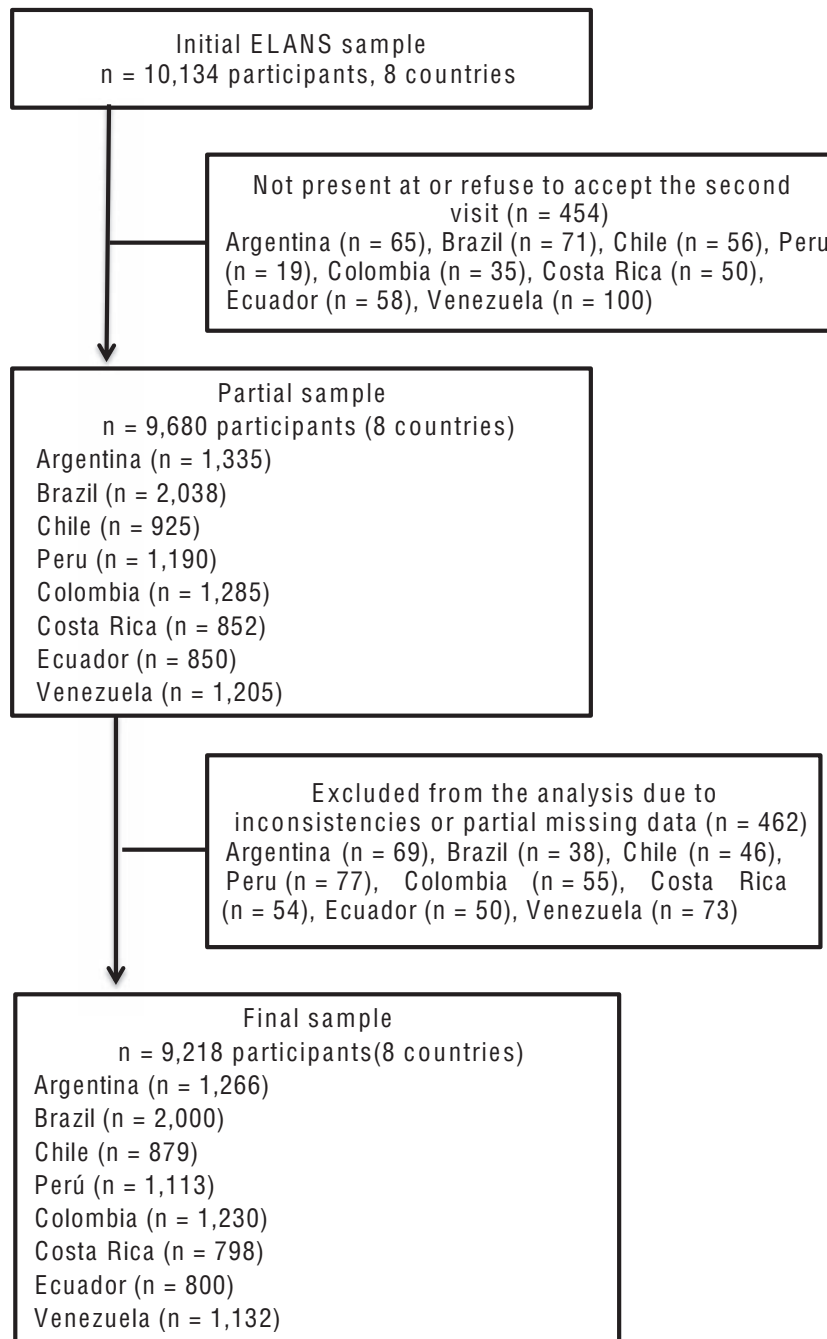 Initial ELANS sample
n = 10,134 participants, 8 countries
Not present at or refuse to accept the second
visit (n = 454)
Argentina (n = 65), Brazil (n = 71), Chile (n = 56), Peru
(n = 19), Colombia (n = 35), Costa Rica (n = 50),
Ecuador (n = 58), Venezuela (n = 100)
Partial sample
n = 9,680 participants (8 countries)
Argentina (n = 1,335)
Brazil (n = 2,038)
Chile (n = 925)
Peru (n = 1,190)
Colombia (n = 1,285)
Costa Rica (n = 852)
Ecuador (n = 850)
Venezuela (n = 1,205)
Excluded from the analysis due to
inconsistencies or partial missing data (n = 462)
Argentina (n = 69), Brazil (n = 38), Chile (n = 46),
Peru (n = 77), Colombia (n = 55), Costa Rica
(n = 54), Ecuador (n = 50), Venezuela (n = 73)
Final sample
n = 9,218 participants(8 countries)
Argentina (n = 1,266)
Brazil (n = 2,000)
Chile (n = 879)
Perú (n = 1,113)
Colombia (n = 1,230)
Costa Rica (n = 798)
Ecuador (n = 800)
Venezuela (n = 1,132)